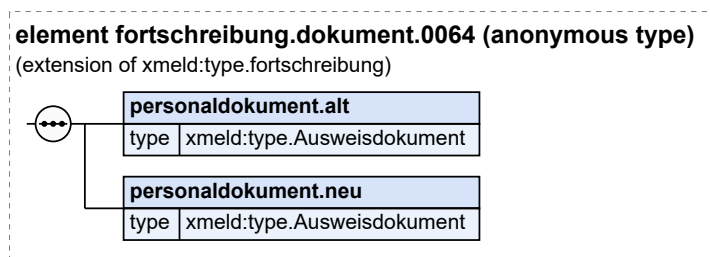 element fortschreibung.dokument.0064 (anonymous type)
(extension of xmeld:type.fortschreibung)
personaldokument.alt
type xmeld:type.Ausweisdokument
personaldokument.neu
type xmeld:type.Ausweisdokument